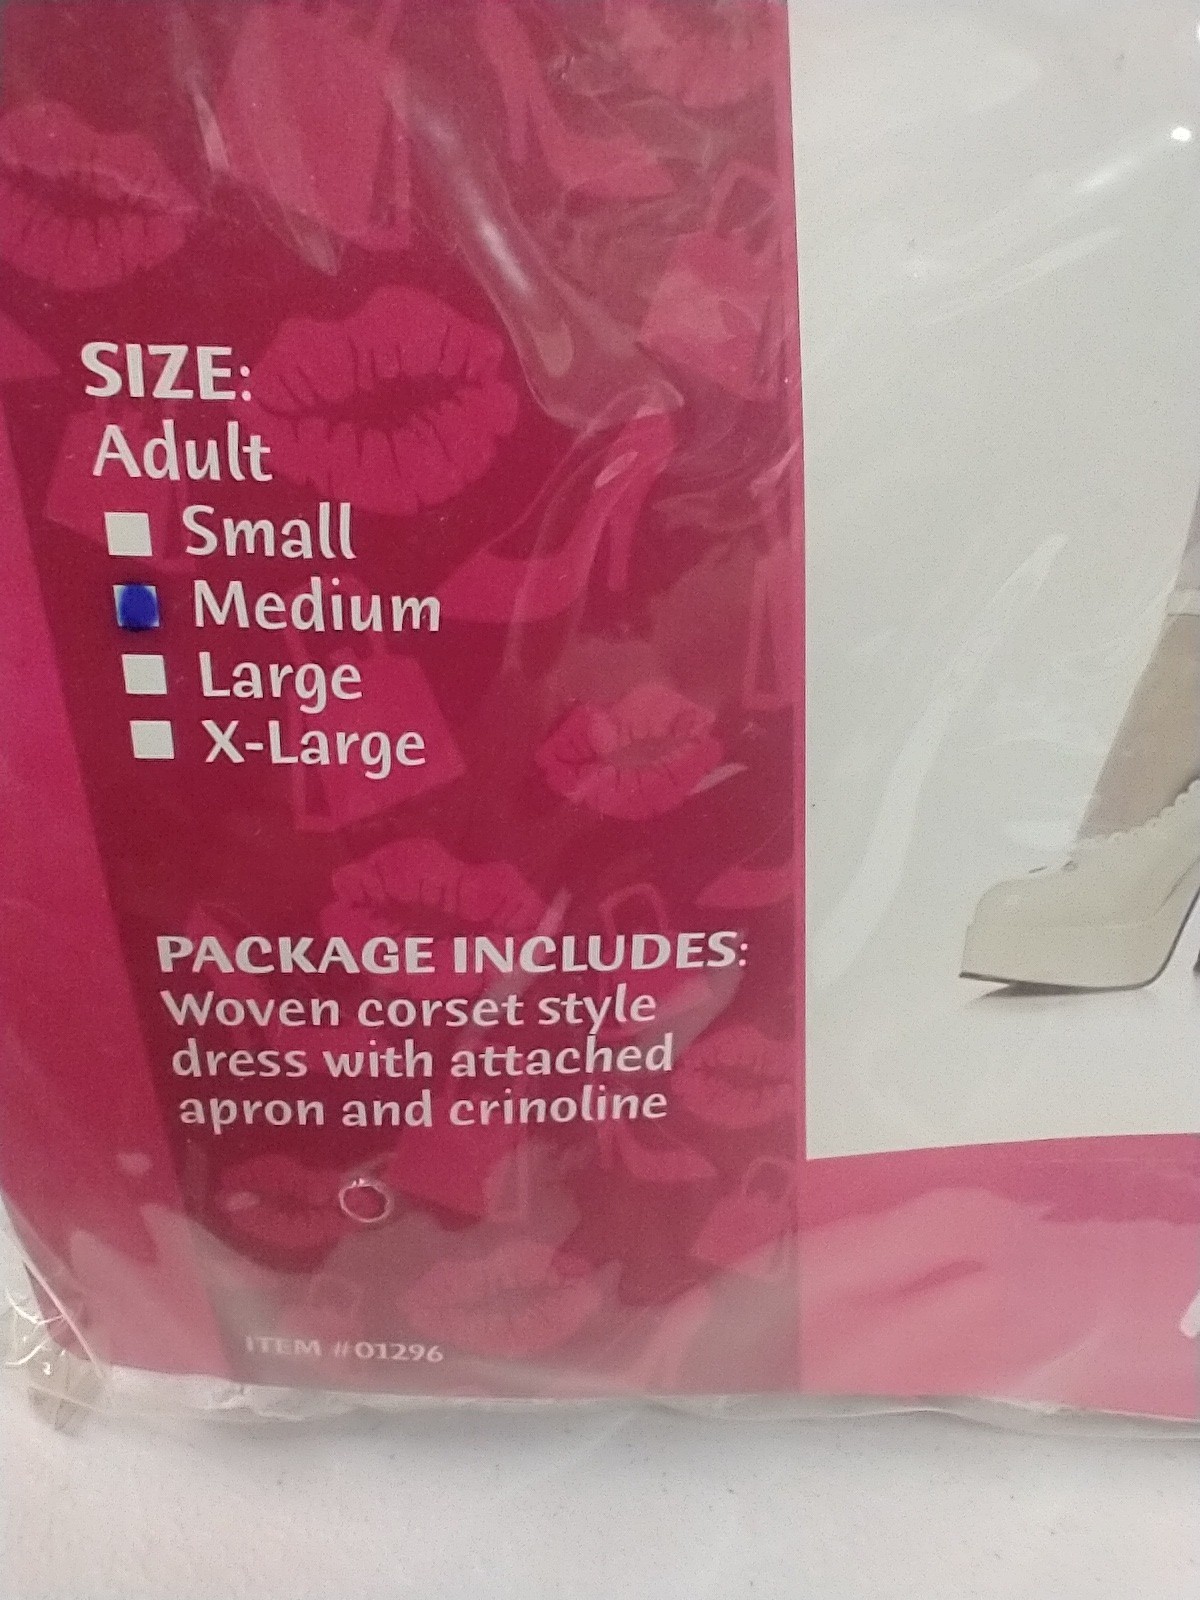 SIZE:
Adult
Small
Medium
Large
X-Large
PACKAGE INCLUDES:
Woven corset style
dress with attached
apron and crinoline
ITEM #01296